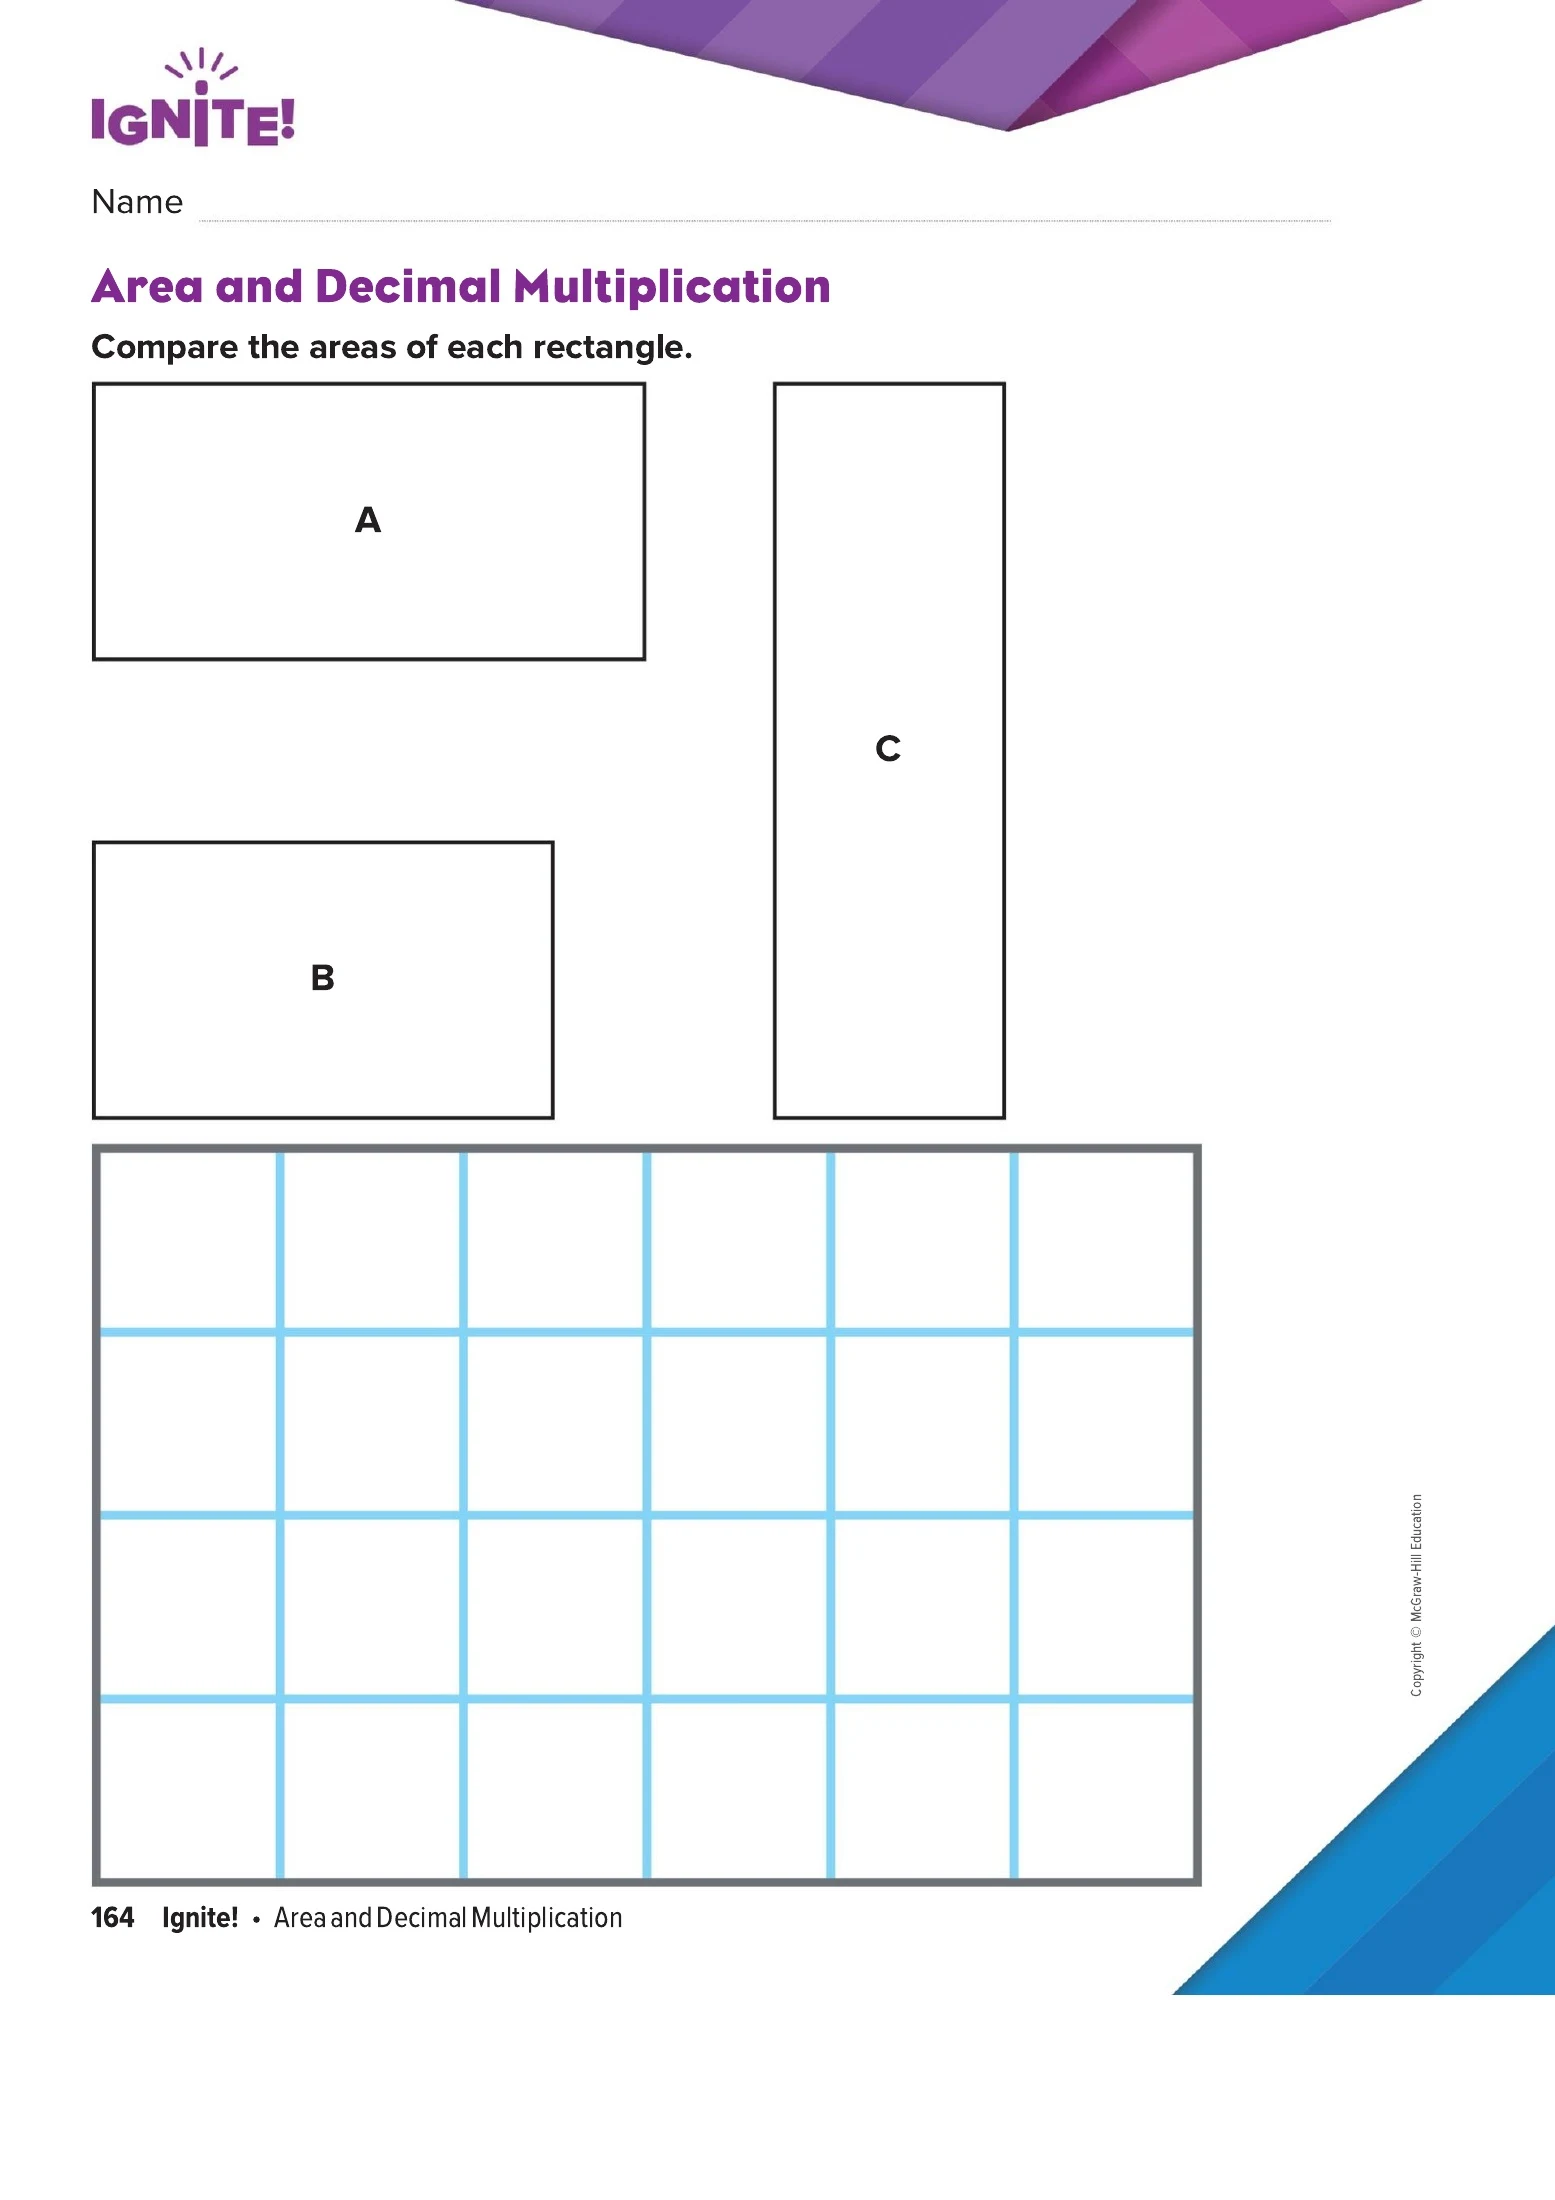 IGNITE!
Name
Area and Decimal Multiplication
Compare the areas of each rectangle.
A
C
B
Copyright © McGraw-Hill Education
164 Ignite! • Area and Decimal Multiplication